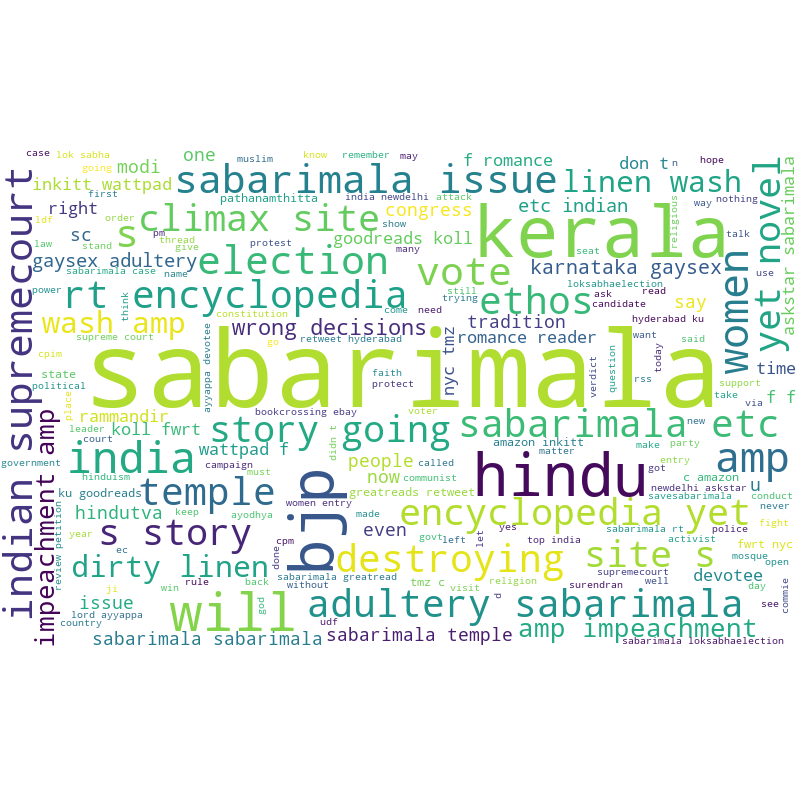 case
lok sabha
going
modi
one
muslim
know
remember
may
f romance
don t
n
hope
inkitt wattpad
sabarimala issue
linen wash
first
pathanamthitta
india newdelhi
attack
etc indian
way
nothing
ldf
right
order
s
climax site
congress
show
kerala
religious
talk
yet novel
askstar sabarimala
law
stand
sc
pm
thread
give
protest
goodreads koll
many
seat
gaysex adultery
election
vote
karnataka gaysex
women
use
sabarimala case
name
still
trying
loksabhaelection
ask
candidate
say
power
think
rt encyclopedia
come
need
ethos
read
indian supremecourt
wash amp
constitution
go
wrong decisions
tradition
hyderabad ku
supreme court
retweet hyderabad
romance reader
want
said
time
cpim
state
ayyappa devotee
sabarimala
faith
protect
nyc tmz
verdict
question
rss
today
support
political
place
take
via
f f
rammandir
bookcrossing ebay
voter
new
leader
koll fwrt
story going
sabarimala etc
court
wattpad f
didn t
amazon inkitt
make
party
government
india
people
called
matter
entry
amp
hinduism
campaign
now
communist
hindu
got
newdelhi askstar
impeachment amp
ku goodreads
temple
must
bjp
greatreads retweet
c amazon
u
savesabarimala
conduct
women entry
hindutva
keep
ayodhya
made
encyclopedia yet
never
review petition
year
s story
even
govt
left
yes
let
sabarimala rt
police
activist
fight
ec
done
cpm
destroying
top india
supremecourt
site s
fwrt nyc
mosque
open
dirty linen
ji
win
back
sabarimala greatread
without
tmz c
visit
religion
surendran
well
devotee
day
issue
rule
god
will
d
adultery sabarimala
see
commie
country
lord ayyappa
udf
amp impeachment
sabarimala sabarimala
sabarimala temple
sabarimala loksabhaelection